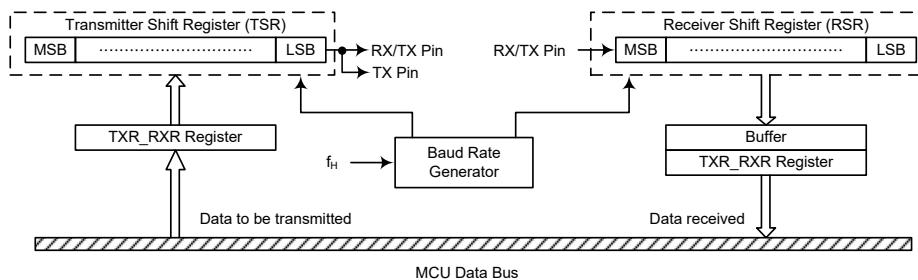 Transmitter Shift Register (TSR)
MSB ………………………… LSB
RX/TX Pin
TX Pin
Receiver Shift Register (RSR)
RX/TX Pin
MSB ………………………… LSB
TXR_RXR Register
fH
Baud Rate
Generator
Buffer
TXR_RXR Register
Data to be transmitted
Data received
MCU Data Bus